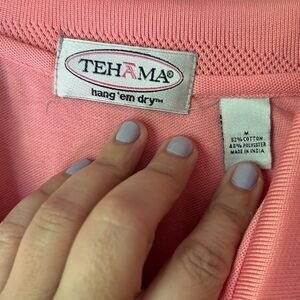 TEHAMA®
hang 'em dry™
M
52% COTTON
48% POLYESTER
MADE IN INDIA